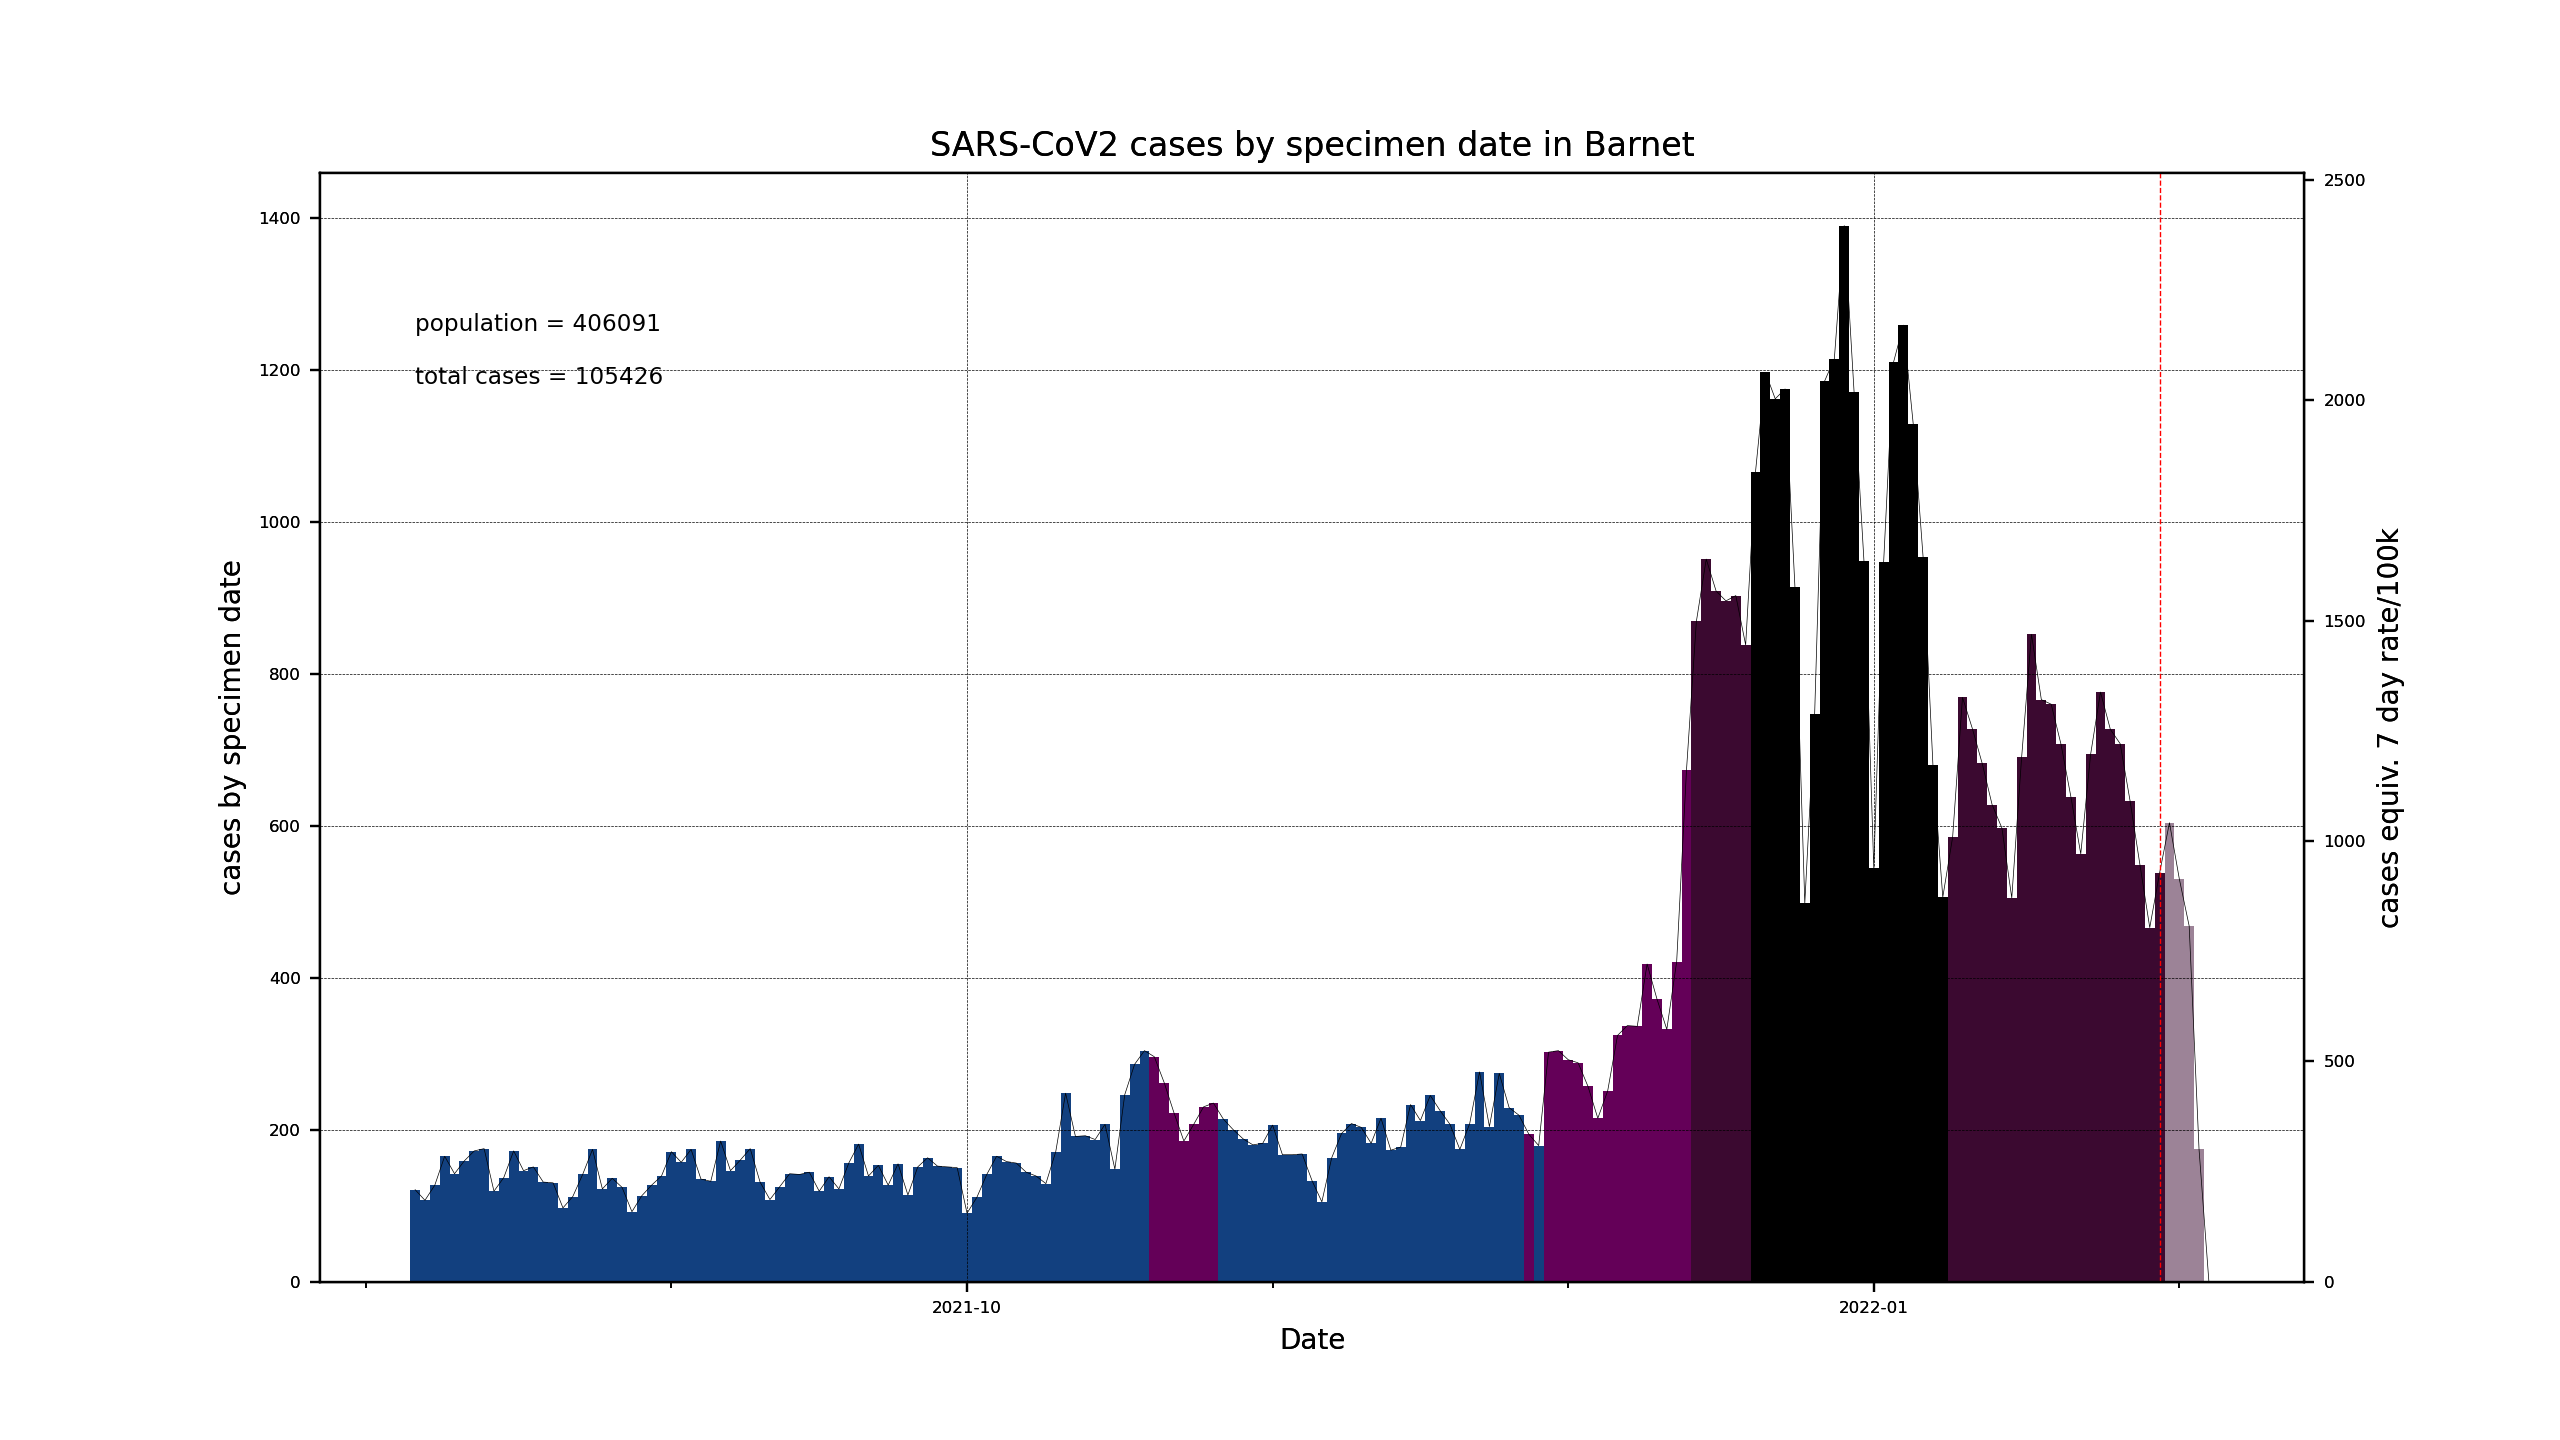 SARS-CoV2 cases by specimen date in Barnet
population = 406091
total cases = 105426
cases by specimen date
1400
1200
1000
800
600
400
200
0
2500
2000
1500
1000
500
0
cases equiv. 7 day rate/100k
2021-10
2022-01
Date